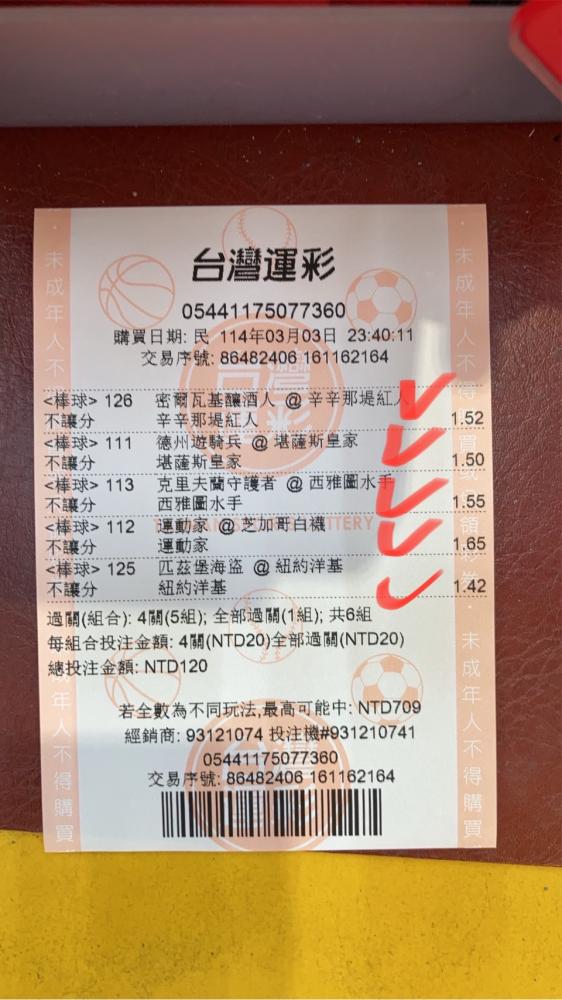 台灣運彩
05441175077360
購買日期: 民 114年03月03日 23:40:11
交易序號: 86482406 161162164
<棒球> 126 密爾瓦基釀酒人 @ 辛辛那堤紅人
不讓分 辛辛那堤紅人 1.52
<棒球> 111 德州遊騎兵 @ 堪薩斯皇家
不讓分 堪薩斯皇家 1.50
<棒球> 113 克里夫蘭守護者 @ 西雅圖水手
不讓分 西雅圖水手 1.55
<棒球> 112 運動家 @ 芝加哥白襪
不讓分 運動家 1.65
<棒球> 125 匹茲堡海盜 @ 紐約洋基
不讓分 紐約洋基 1.42
過關(組合): 4關(5組); 全部過關(1組); 共6組
每組合投注金額: 4關(NTD20)全部過關(NTD20)
總投注金額: NTD120
若全數為不同玩法,最高可能中: NTD709
經銷商: 93121074 投注機#931210741
05441175077360
交易序號: 86482406 161162164
未成年人不得購買
未成年人不得購買